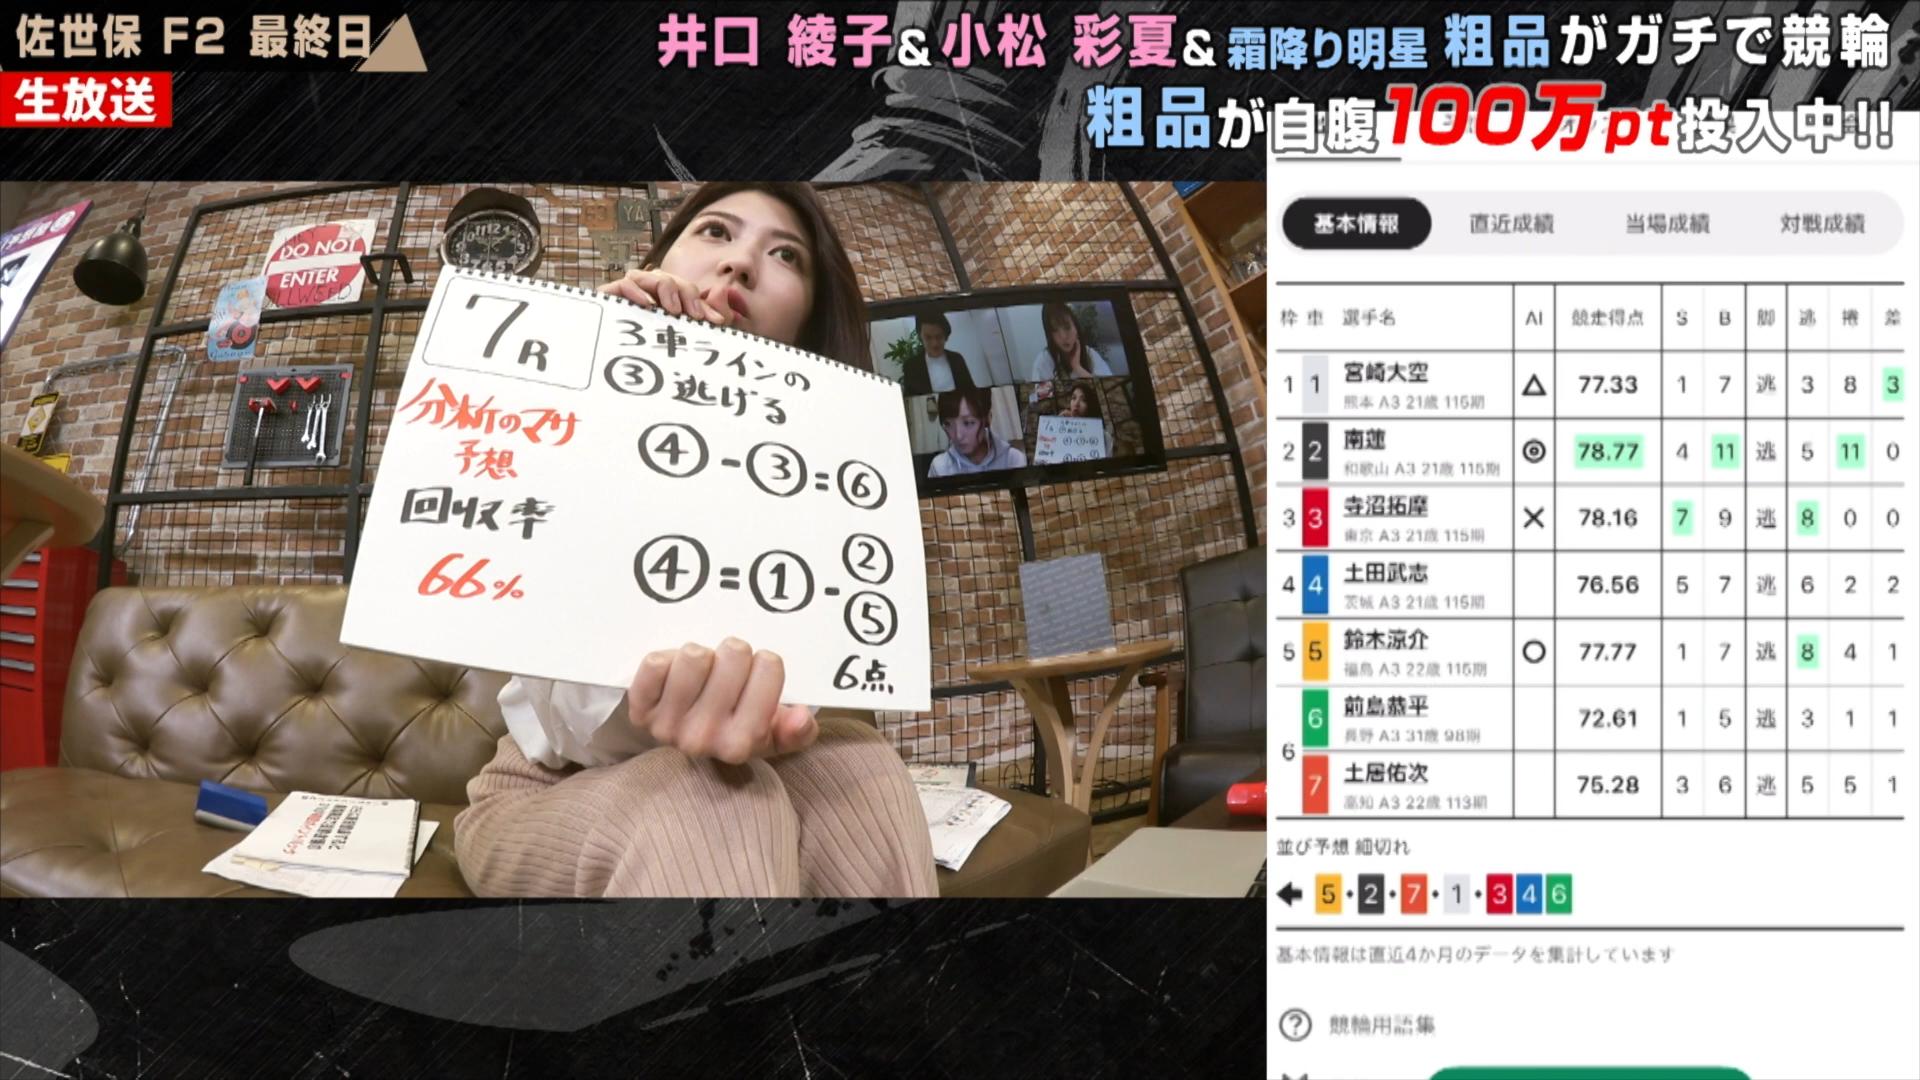 佐世保 F2 最終日
生放送
井口 綾子&小松 彩夏&霜降り明星 粗品がガチで競輪
粗品が自腹100万pt投入中!!
DO NOT
ENTER
7R
分析のマサ
予想
回収率
66%
3車ラインの
③逃げる
④-③=⑥
④=①-②
⑤
6点
基本情報 直近成績 当場成績 対戦成績
枠 車 選手名 AI 競走得点 S B 脚 逃 捲 差
1 1 宮崎大空 △ 77.33 1 7 逃 3 8 3
熊本 A3 21歳 115期
2 2 南蓮 ◎ 78.77 4 11 逃 5 11 0
和歌山 A3 21歳 115期
3 3 寺沼拓摩 × 78.16 7 9 逃 8 0 0
東京 A3 21歳 115期
4 4 土田武志 76.56 5 7 逃 6 2 2
茨城 A3 21歳 115期
5 5 鈴木涼介 ○ 77.77 1 7 逃 8 4 1
福島 A3 22歳 115期
6 6 前島恭平 72.61 1 5 逃 3 1 1
長野 A3 31歳 98期
7 土居佑次 75.28 3 6 逃 5 5 1
高知 A3 22歳 113期
並び予想 細切れ
5・2・7・1・3 4 6
基本情報は直近4か月のデータを集計しています
? 競輪用語集